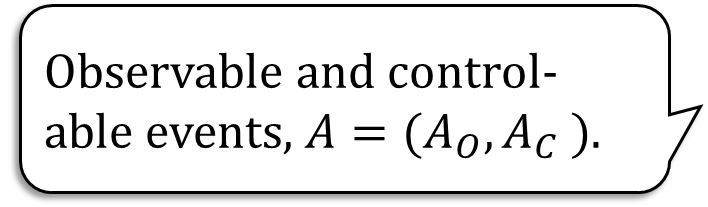 Observable and control-
able events, A = (A_O, A_C ).